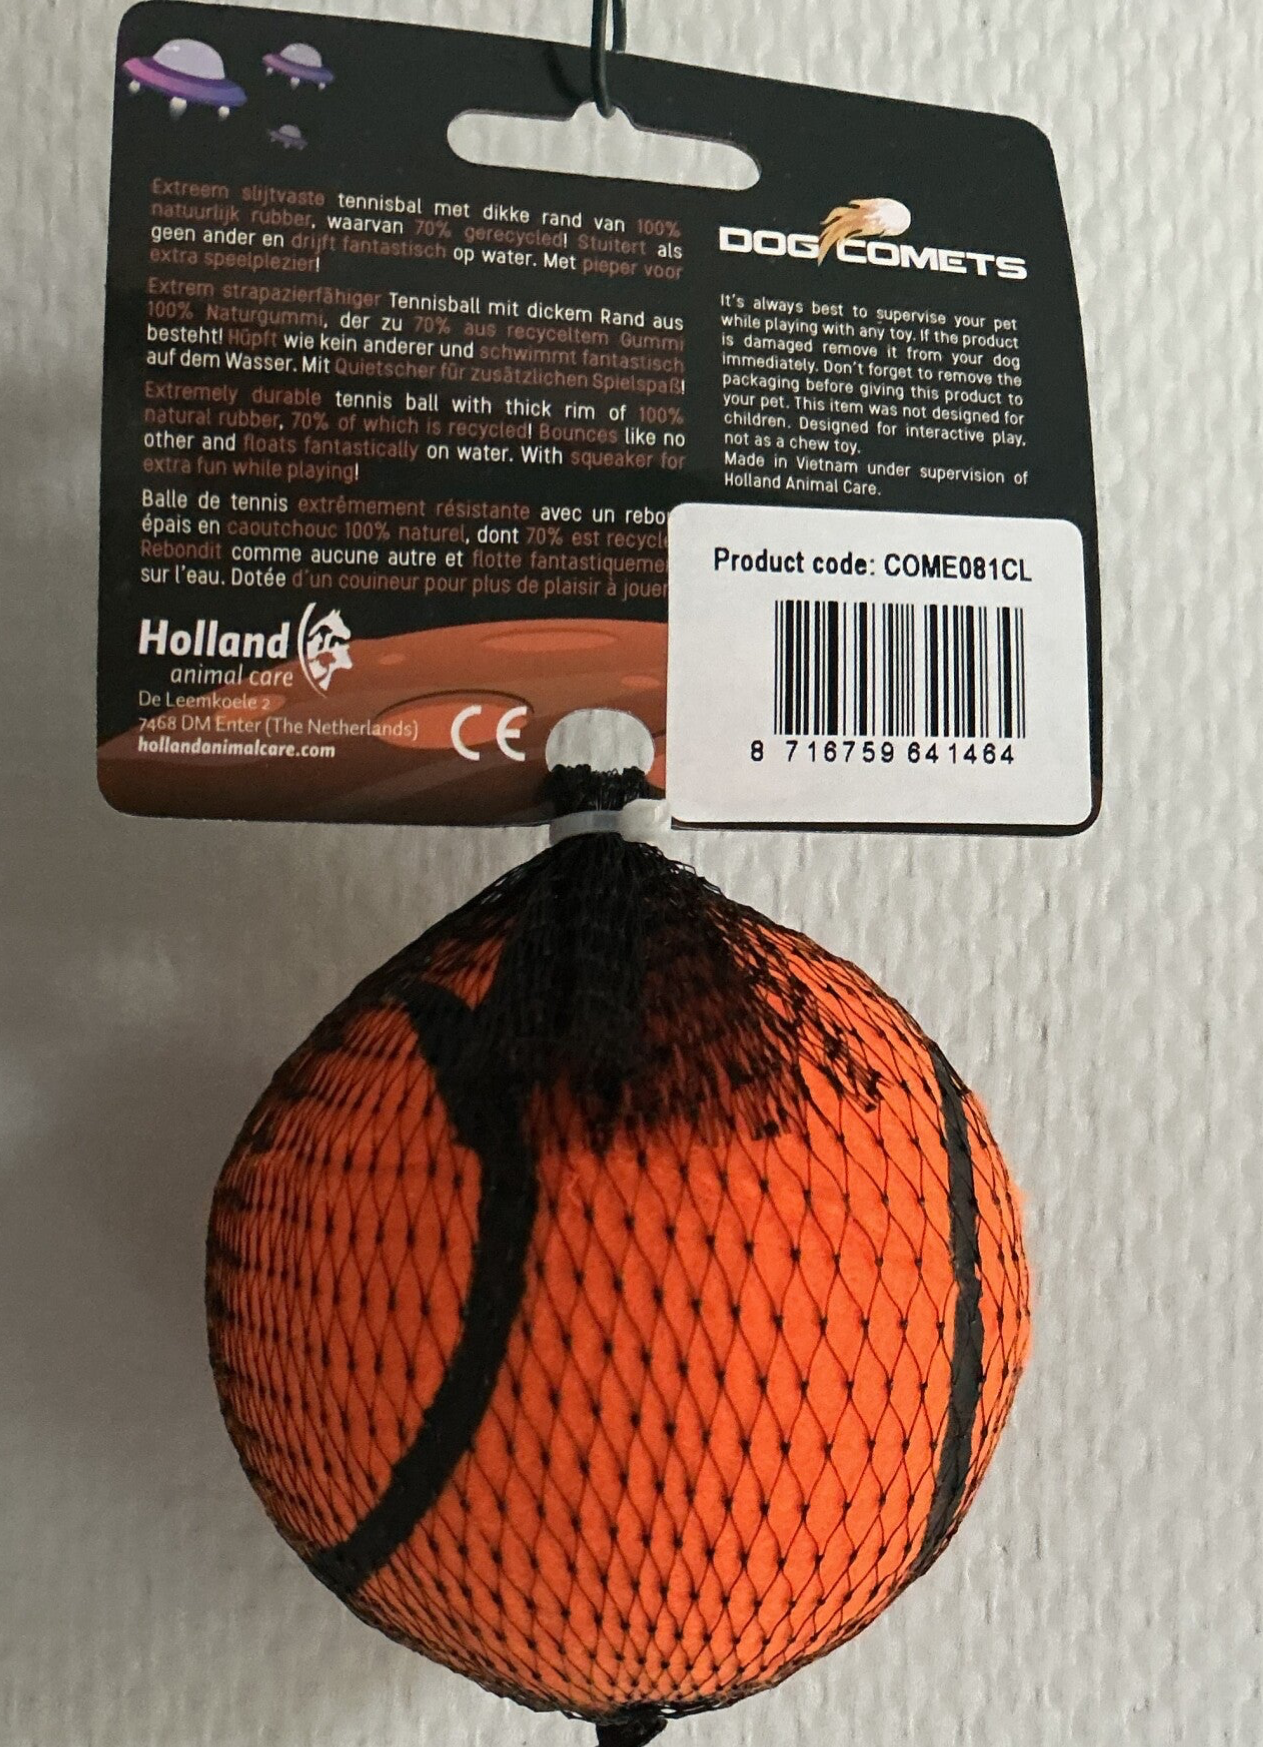 Extreem slijtvaste tennisbal met dikke rand van 100%
natuurlijk rubber, waarvan 70% gerecycled! Stuitert als
geen ander en drijft fantastisch op water. Met pieper voor
extra speelplezier!
Extrem strapazierfähiger Tennisball mit dickem Rand aus
100% Naturgummi, der zu 70% aus recyceltem Gummi
besteht! Hüpft wie kein anderer und schwimmt fantastisch
auf dem Wasser. Mit Quietscher für zusätzlichen Spielspaß!
Extremely durable tennis ball with thick rim of 100%
natural rubber, 70% of which is recycled! Bounces like no
other and floats fantastically on water. With squeaker for
extra fun while playing!
Balle de tennis extrêmement résistante avec un rebo
épais en caoutchouc 100% naturel, dont 70% est recycl
Rebondit comme aucune autre et flotte fantastiqueme
sur l'eau. Dotée d'un couineur pour plus de plaisir à jouer
Holland
animal care
De Leemkoele 2
7468 DM Enter (The Netherlands)
hollandanimalcare.com
CE
DOG COMETS
It's always best to supervise your pet
while playing with any toy. If the product
is damaged remove it from your dog
immediately. Don't forget to remove the
packaging before giving this product to
your pet. This item was not designed for
children. Designed for interactive play,
not as a chew toy.
Made in Vietnam under supervision of
Holland Animal Care.
Product code: COME081CL
8 716759 641464